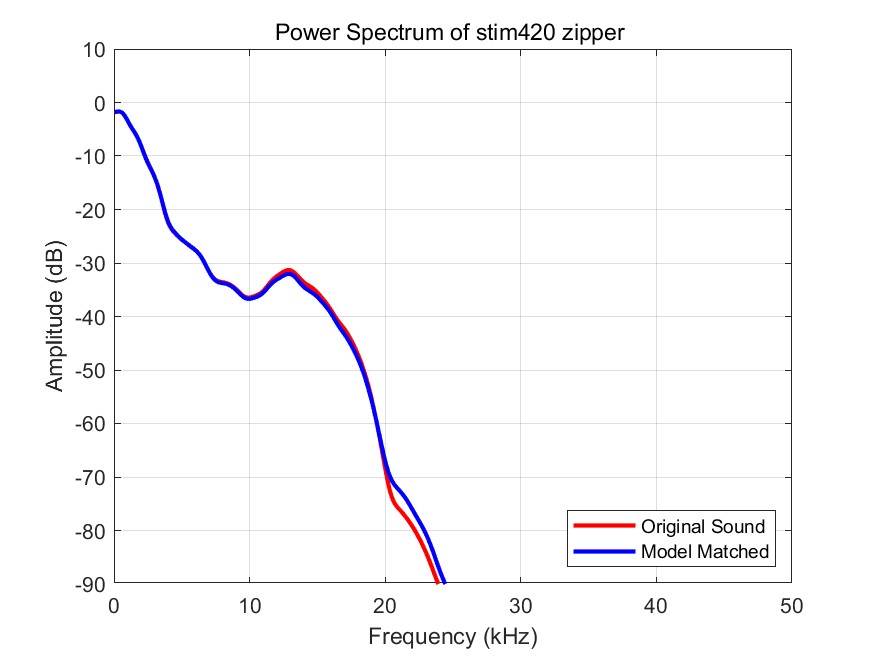 Power Spectrum of stim420 zipper
10
0
-10
-20
-30
-40
-50
-60
-70
-80
-90
Amplitude (dB)
Original Sound
Model Matched
0 10 20 30 40 50
Frequency (kHz)